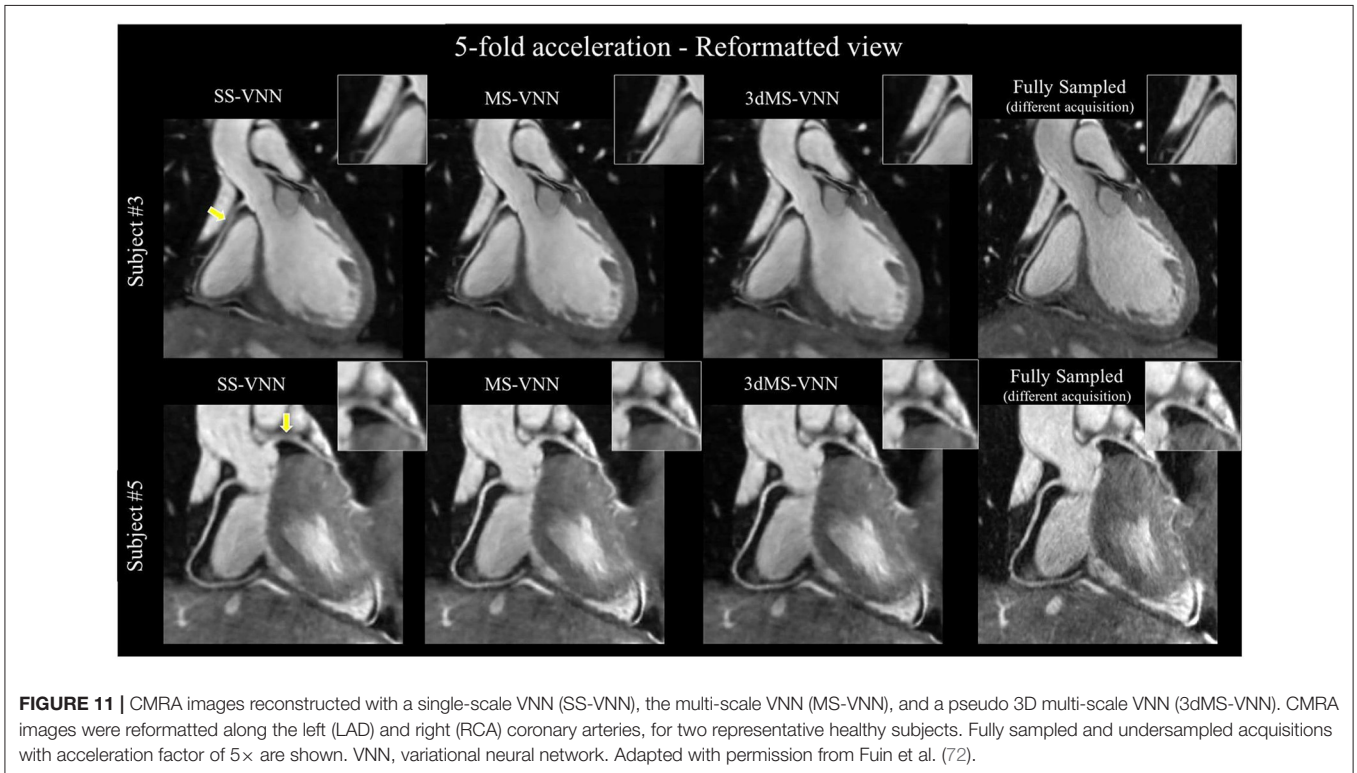 5-fold acceleration - Reformatted view
SS-VNN
MS-VNN
3dMS-VNN
Fully Sampled
(different acquisition)
Subject #3
SS-VNN
MS-VNN
3dMS-VNN
Fully Sampled
(different acquisition)
Subject #5
FIGURE 11 | CMRA images reconstructed with a single-scale VNN (SS-VNN), the multi-scale VNN (MS-VNN), and a pseudo 3D multi-scale VNN (3dMS-VNN). CMRA
images were reformatted along the left (LAD) and right (RCA) coronary arteries, for two representative healthy subjects. Fully sampled and undersampled acquisitions
with acceleration factor of 5× are shown. VNN, variational neural network. Adapted with permission from Fuin et al. (72).